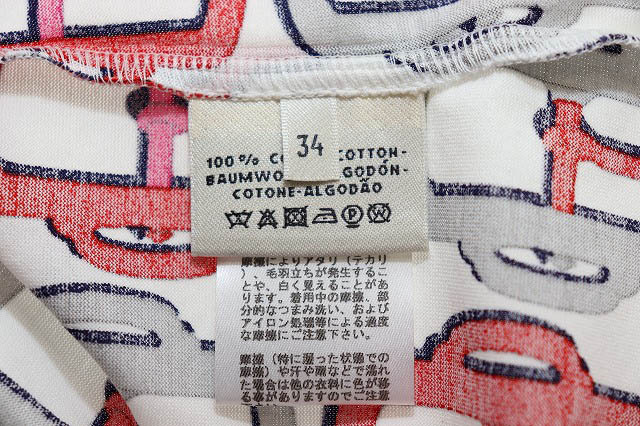 34
100% C COTTON-
BAUMWO GODÓN-
COTONE-ALGODÃO
摩擦によりアタリ(テカリ
)、毛羽立ちが発生するこ
とや、白く見えることがあ
ります。着用中の摩擦、部
分的なつまみ洗い、および
アイロン処理等による過度
な摩擦にご注意下さい。
摩擦(特に湿った状態での
摩擦)や汗や雨などで濡れ
た場合は他の衣料に色が移
る事がありますのでご注意